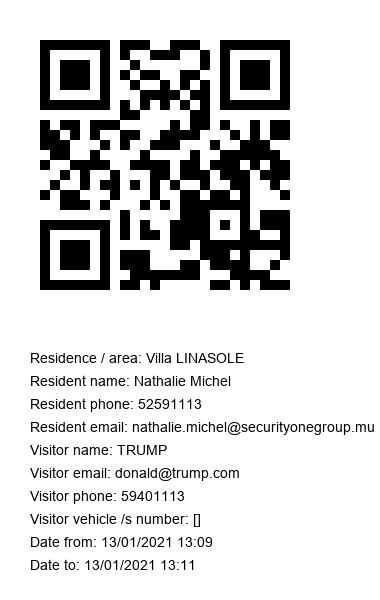 Residence / area: Villa LINASOLE
Resident name: Nathalie Michel
Resident phone: 52591113
Resident email: nathalie.michel@securityonegroup.mu
Visitor name: TRUMP
Visitor email: donald@trump.com
Visitor phone: 59401113
Visitor vehicle /s number: []
Date from: 13/01/2021 13:09
Date to: 13/01/2021 13:11